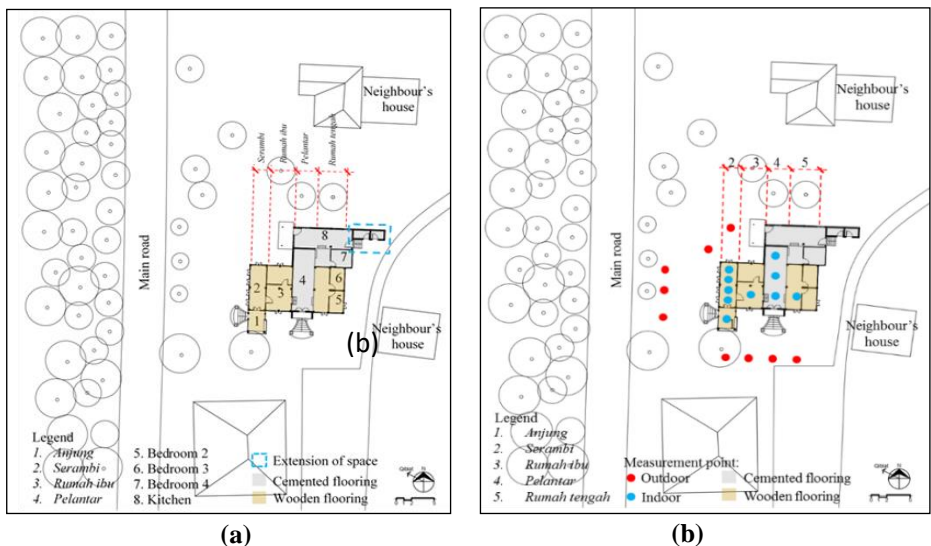 Neighbour's
house
Serambi
Rumah ibu
Pelantar
Rumah tengah
Main road
8
7
4
6
5
2
3
1
(b)
Neighbour's
house
Legend
1. Anjung
2. Serambi
3. Rumah ibu
4. Pelantar
5. Bedroom 2
6. Bedroom 3
7. Bedroom 4
8. Kitchen
Extension of space
Cemented flooring
Wooden flooring
Qiblat
N
(a)
Neighbour's
house
2
3
4
5
Main road
Neighbour's
house
Legend
1. Anjung
2. Serambi
3. Rumah ibu
4. Pelantar
5. Rumah tengah
Measurement point:
Outdoor
Indoor
Cemented flooring
Wooden flooring
Qiblat
N
(b)